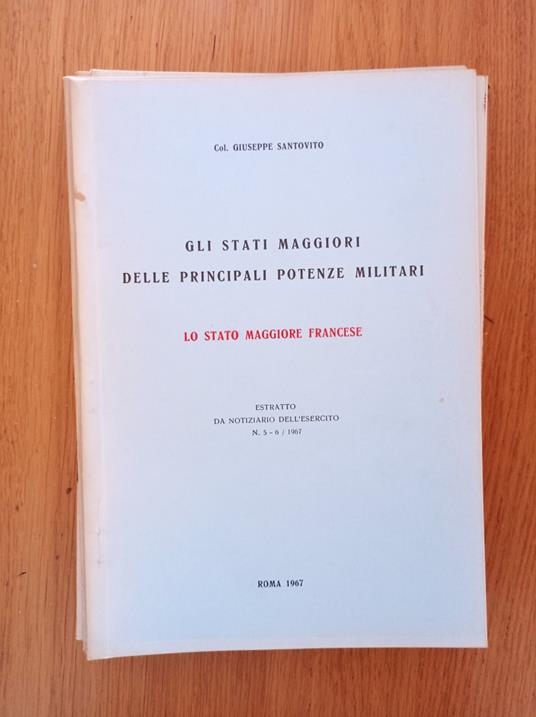 Col. GIUSEPPE SANTOVITO
GLI STATI MAGGIORI
DELLE PRINCIPALI POTENZE MILITARI
LO STATO MAGGIORE FRANCESE
ESTRATTO
DA NOTIZIARIO DELL'ESERCITO
N. 5 - 6 / 1967
ROMA 1967